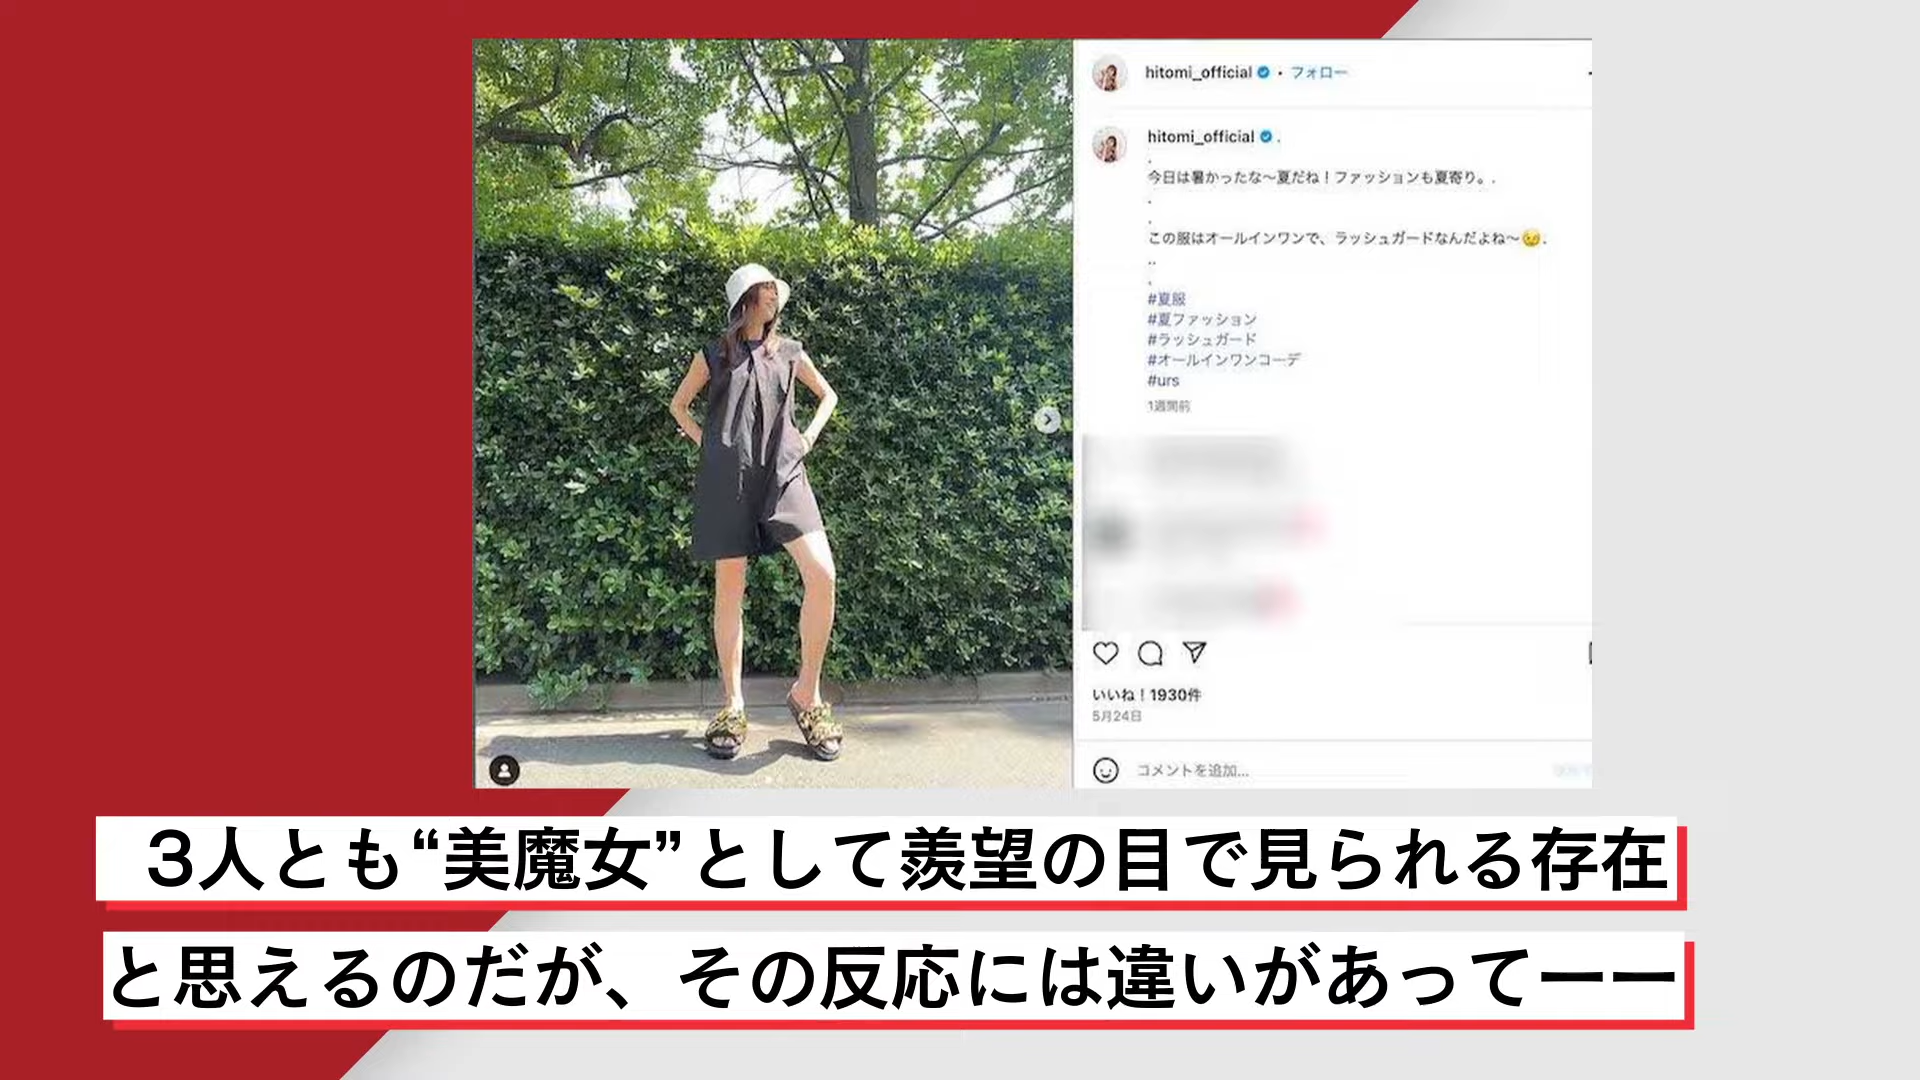 hitomi_official • フォロー
hitomi_official .
.
今日は暑かったな〜夏だね！ファッションも夏寄り。.
.
.
この服はオールインワンで、ラッシュガードなんだよね〜😉.
..
.
#夏服
#夏ファッション
#ラッシュガード
#オールインワンコーデ
#urs
1週間前
いいね！1930件
5月24日
コメントを追加...
3人とも“美魔女”として羨望の目で見られる存在
と思えるのだが、その反応には違いがあってーー